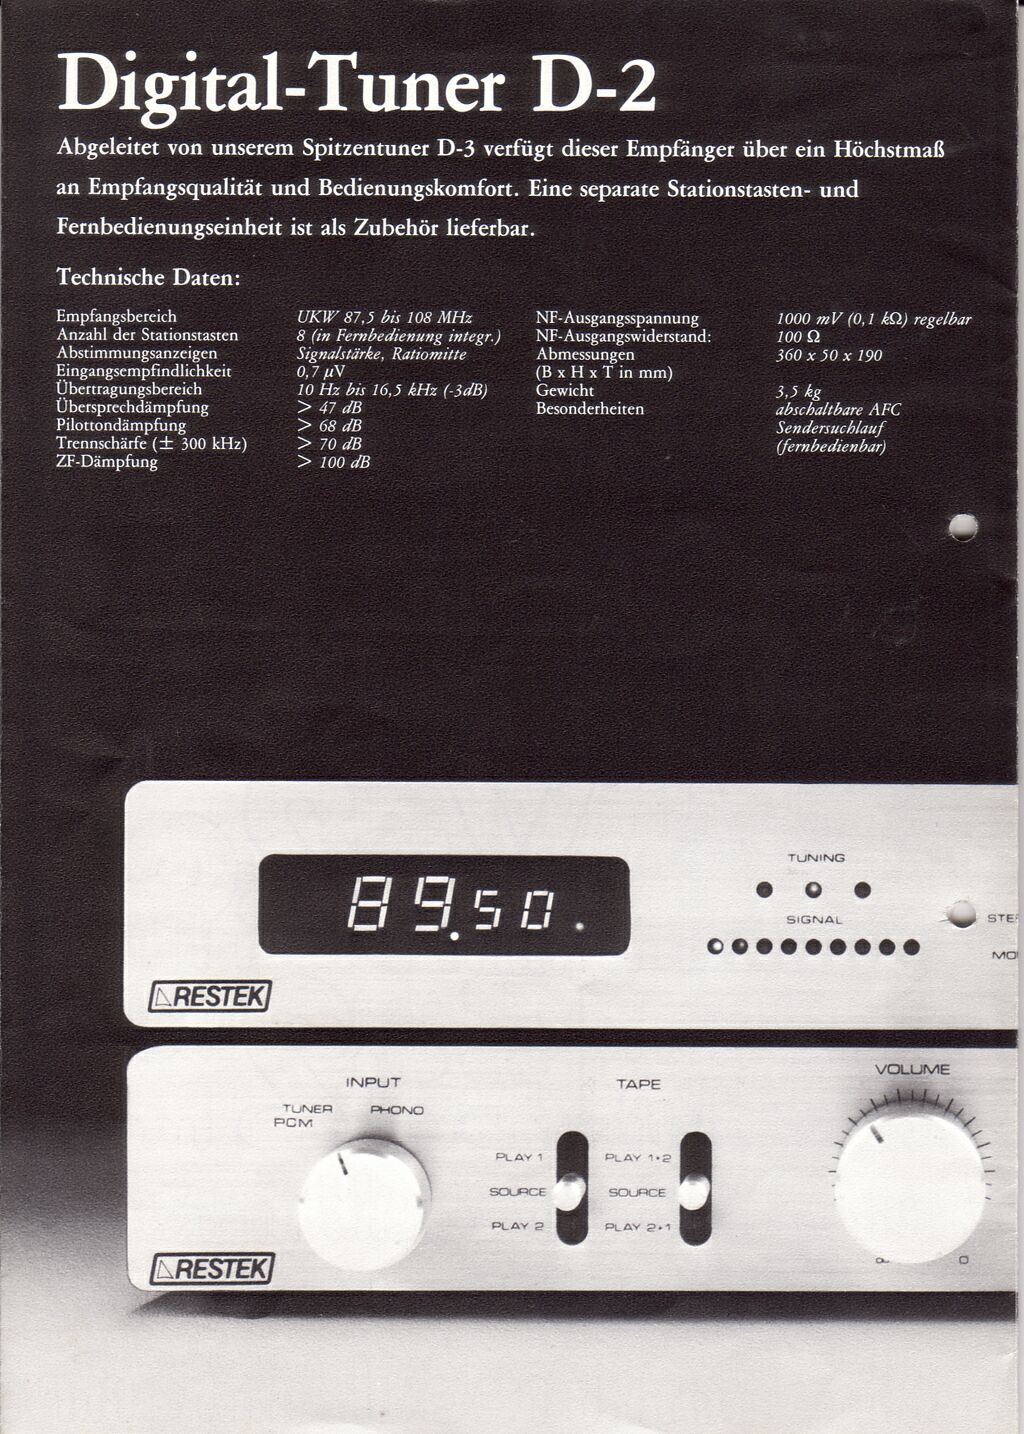 Digital-Tuner D-2
Abgeleitet von unserem Spitzentuner D-3 verfügt dieser Empfänger über ein Höchstmaß
an Empfangsqualität und Bedienungskomfort. Eine separate Stationstasten- und
Fernbedienungseinheit ist als Zubehör lieferbar.
Technische Daten:
Empfangsbereich UKW 87,5 bis 108 MHz
Anzahl der Stationstasten 8 (in Fernbedienung integr.)
Abstimmungsanzeigen Signalstärke, Ratiomitte
Eingangsempfindlichkeit 0,7 µV
Übertragungsbereich 10 Hz bis 16,5 kHz (-3dB)
Übersprechdämpfung > 47 dB
Pilottondämpfung > 68 dB
Trennschärfe (± 300 kHz) > 70 dB
ZF-Dämpfung > 100 dB
NF-Ausgangsspannung 1000 mV (0,1 kΩ) regelbar
NF-Ausgangswiderstand: 100 Ω
Abmessungen 360 x 50 x 190
(B x H x T in mm)
Gewicht 3,5 kg
Besonderheiten abschaltbare AFC
Sendersuchlauf
(fernbedienbar)
TUNING
89.50
SIGNAL
STE
MO
RESTEK
INPUT
TUNER PHONO
PCM
TAPE
VOLUME
PLAY 1 PLAY 1•2
SOURCE SOURCE
PLAY 2 PLAY 2•1
∞ 0
RESTEK